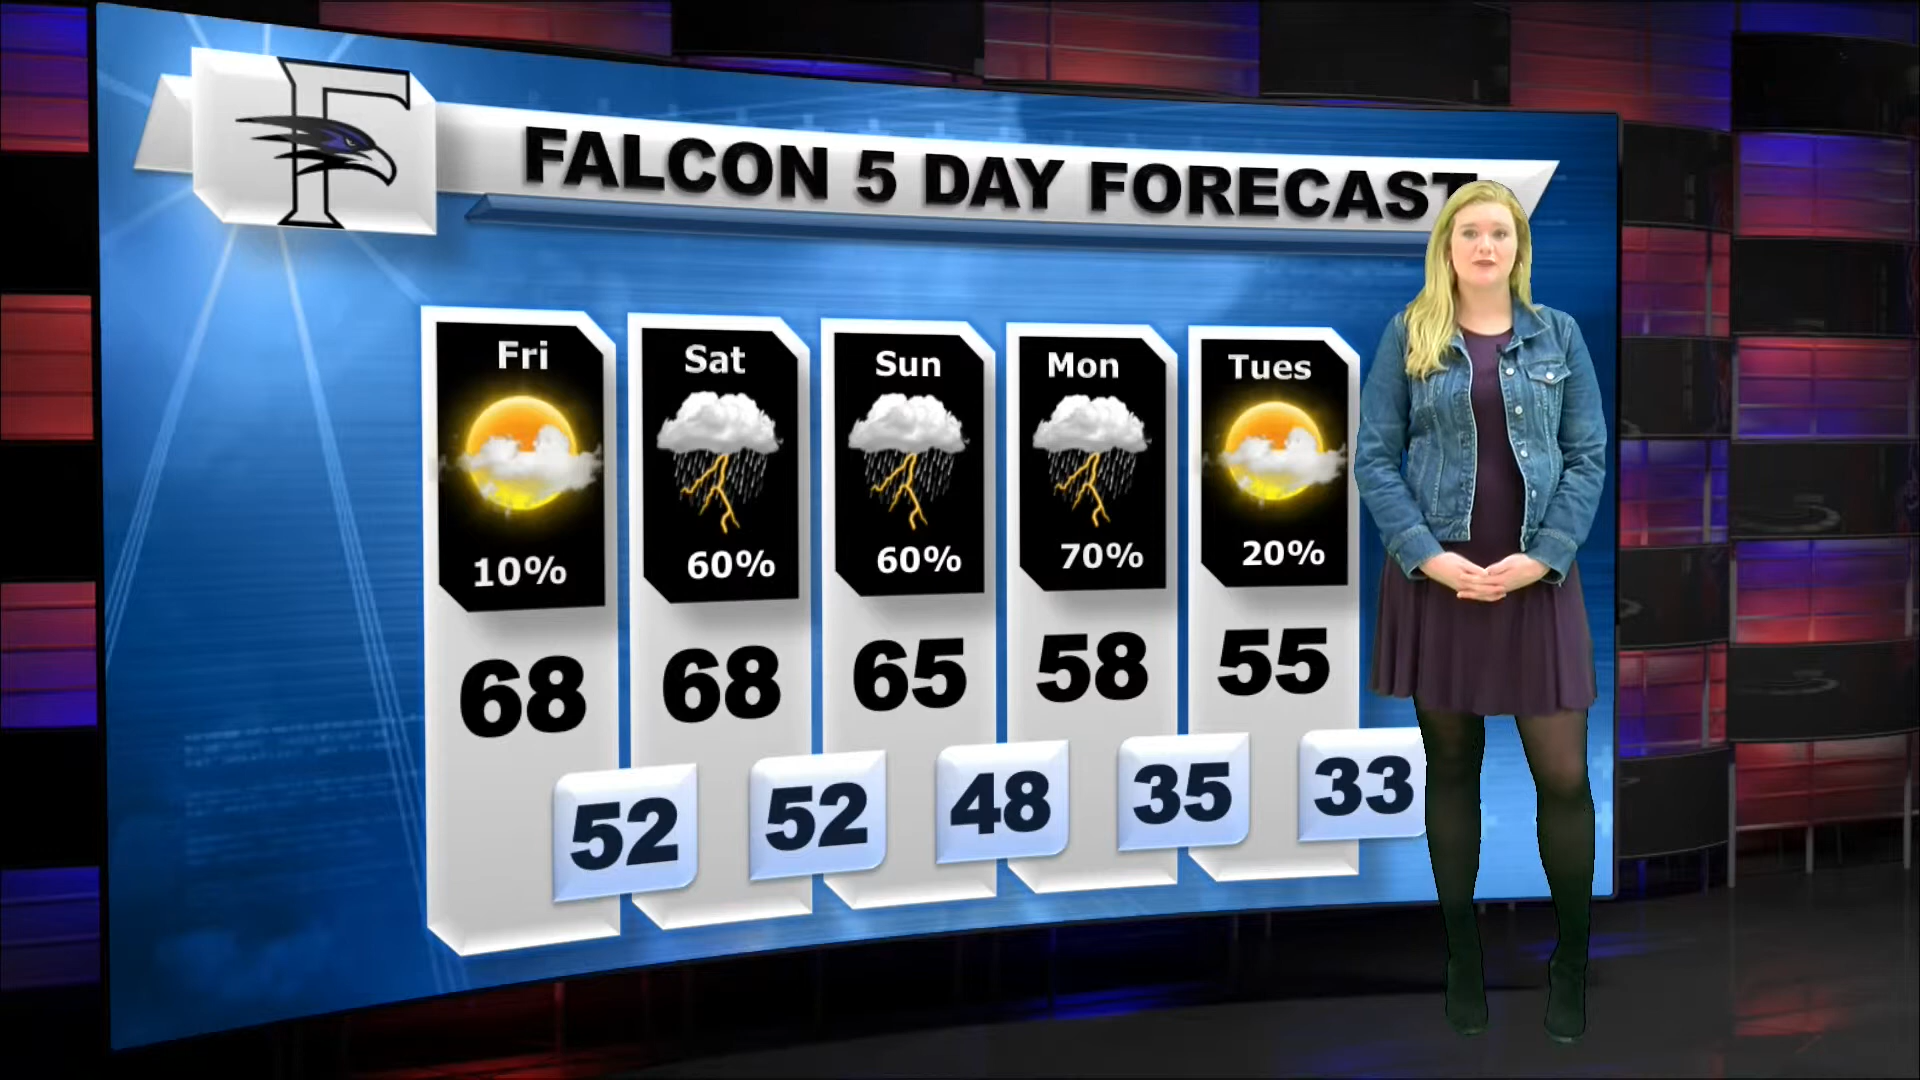 F
FALCON 5 DAY FORECAST
Fri Sat Sun Mon Tues
10% 60% 60% 70% 20%
68 68 65 58 55
52 52 48 35 33